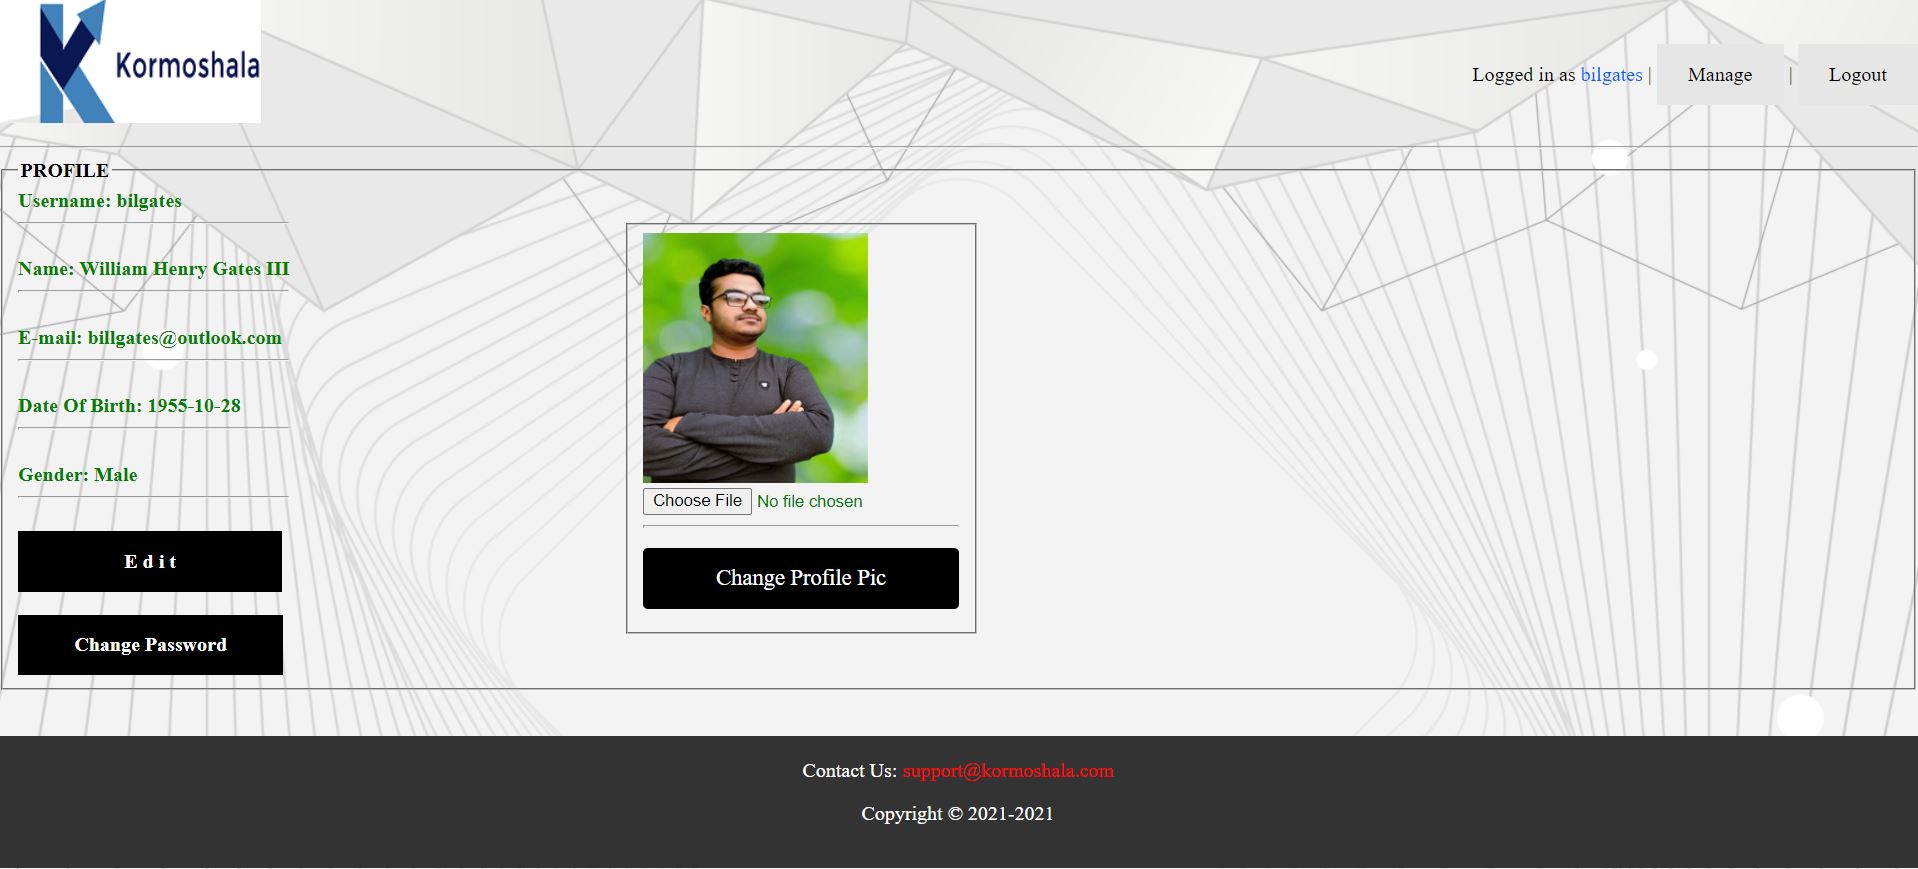 Kormoshala
Logged in as bilgates | Manage | Logout
PROFILE
Username: bilgates
Name: William Henry Gates III
E-mail: billgates@outlook.com
Date Of Birth: 1955-10-28
Gender: Male
E d i t
Change Password
Choose File No file chosen
Change Profile Pic
Contact Us: support@kormoshala.com
Copyright © 2021-2021